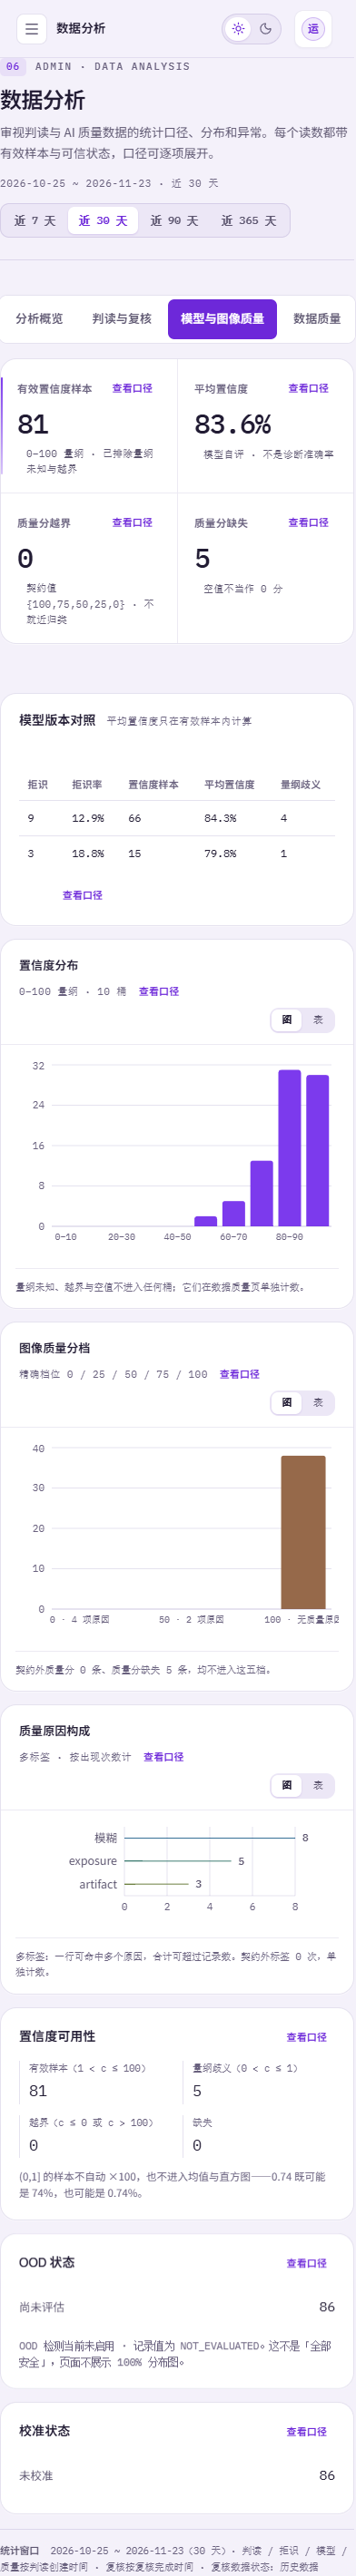 数据分析
运
06 ADMIN · DATA ANALYSIS
数据分析
审视判读与 AI 质量数据的统计口径、分布和异常。每个读数都带
有效样本与可信状态，口径可逐项展开。
2026-10-25 ~ 2026-11-23 · 近 30 天
近 7 天 近 30 天 近 90 天 近 365 天
分析概览 判读与复核 模型与图像质量 数据质量
有效置信度样本 查看口径
81
0–100 量纲 · 已排除量纲
未知与越界
平均置信度 查看口径
83.6%
模型自评 · 不是诊断准确率
质量分越界 查看口径
0
契约值
{100,75,50,25,0} · 不
就近归类
质量分缺失 查看口径
5
空值不当作 0 分
模型版本对照 平均置信度只在有效样本内计算
拒识 拒识率 置信度样本 平均置信度 量纲歧义
9 12.9% 66 84.3% 4
3 18.8% 15 79.8% 1
查看口径
置信度分布
0–100 量纲 · 10 桶 查看口径
图 表
32
24
16
8
0
0–10 20–30 40–50 60–70 80–90
量纲未知、越界与空值不进入任何桶；它们在数据质量页单独计数。
图像质量分档
精确档位 0 / 25 / 50 / 75 / 100 查看口径
图 表
40
30
20
10
0
0 · 4 项原因 50 · 2 项原因 100 · 无质量原因
契约外质量分 0 条、质量分缺失 5 条，均不进入这五档。
质量原因构成
多标签 · 按出现次数计 查看口径
图 表
模糊 8
exposure 5
artifact 3
0 2 4 6 8
多标签：一行可命中多个原因，合计可超过记录数。契约外标签 0 次，单
独计数。
置信度可用性 查看口径
有效样本（1 < c ≤ 100）
81
量纲歧义（0 < c ≤ 1）
5
越界（c ≤ 0 或 c > 100）
0
缺失
0
(0,1] 的样本不自动 ×100，也不进入均值与直方图——0.74 既可能
是 74%，也可能是 0.74%。
OOD 状态 查看口径
尚未评估 86
OOD 检测当前未启用 · 记录值为 NOT_EVALUATED。这不是「全部
安全」，页面不展示 100% 分布图。
校准状态 查看口径
未校准 86
统计窗口 2026-10-25 ~ 2026-11-23（30 天）· 判读 / 拒识 / 模型 /
质量按判读创建时间 · 复核按复核完成时间 · 复核数据状态：历史数据